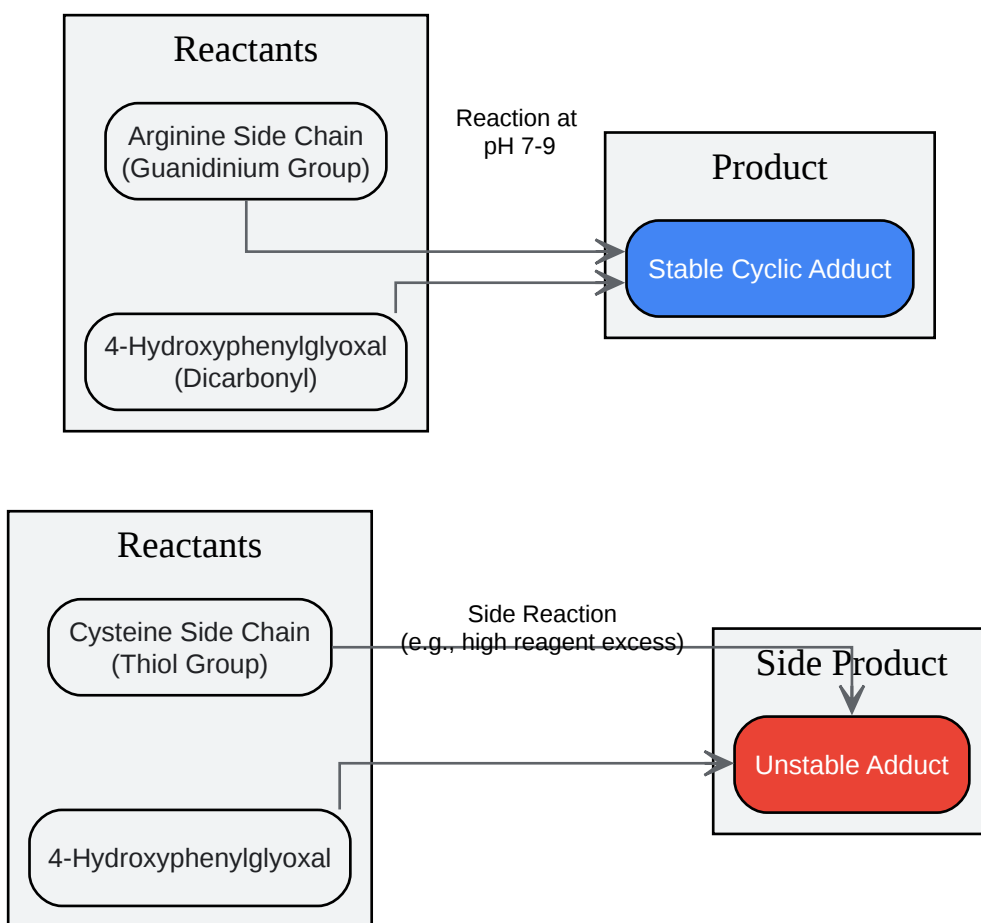 Reactants
Arginine Side Chain
(Guanidinium Group)
4-Hydroxyphenylglyoxal
(Dicarbonyl)
Reaction at
pH 7-9
Product
Stable Cyclic Adduct
Reactants
Cysteine Side Chain
(Thiol Group)
4-Hydroxyphenylglyoxal
Side Reaction
(e.g., high reagent excess)
Side Product
Unstable Adduct